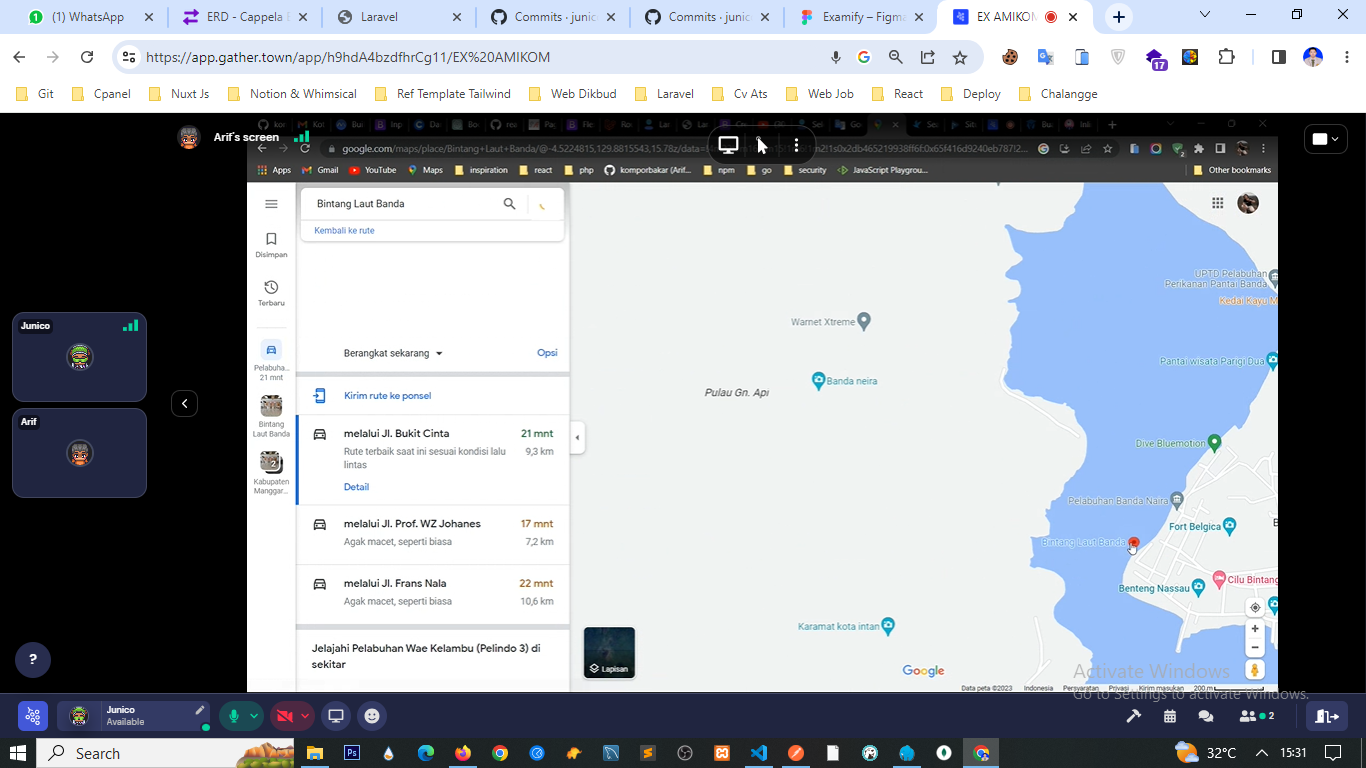 (1) WhatsApp
ERD - Cappela E
Laravel
Commits · junic
Commits · junic
Examify – Figma
EX AMIKOM
https://app.gather.town/app/h9hdA4bzdfhrCg11/EX%20AMIKOM
17
Git
Cpanel
Nuxt Js
Notion & Whimsical
Ref Template Tailwind
Web Dikbud
Laravel
Cv Ats
Web Job
React
Deploy
Chalangge
Arif's screen
google.com/maps/place/Bintang+Laut+Banda/@-4.5224815,129.8815543,15.78z/data=
Apps
Gmail
YouTube
Maps
inspiration
react
php
komporbakar (Arif...
npm
go
security
JavaScript Playgrou...
Other bookmarks
Bintang Laut Banda
Kembali ke rute
Disimpan
Terbaru
Pelabuha...
21 mnt
Bintang
Laut Banda
2
Kabupaten
Manggar...
Berangkat sekarang
Opsi
Kirim rute ke ponsel
melalui Jl. Bukit Cinta
21 mnt
Rute terbaik saat ini sesuai kondisi lalu
lintas
9,3 km
Detail
melalui Jl. Prof. WZ Johanes
17 mnt
Agak macet, seperti biasa
7,2 km
melalui Jl. Frans Nala
22 mnt
Agak macet, seperti biasa
10,6 km
Jelajahi Pelabuhan Wae Kelambu (Pelindo 3) di
sekitar
UPTD.Pelabuhan
Perikanan Pantai Banda
Kedai Kayu M
Warnet Xtreme
Pantai wisata Parigi Dua
Banda neira
Pulau Gn. Api
Dive Bluemotion
Pelabuhan Banda Naira
Fort Belgica
Bintang Laut Banda
Cilu Bintang
Benteng Nassau
Karamat kota intan
Lapisan
Google
Data peta ©2023
Indonesia
Persyaratan
Privasi
Kirim masukan
200 m
Activate Windows
Go to Settings to activate Windows.
Junico
Arif
?
Junico
Available
2
Search
32°C
15:31